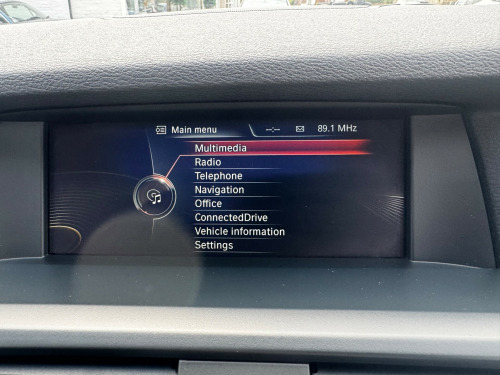 Main menu --:-- 89.1 MHz
Multimedia
Radio
Telephone
Navigation
Office
ConnectedDrive
Vehicle information
Settings